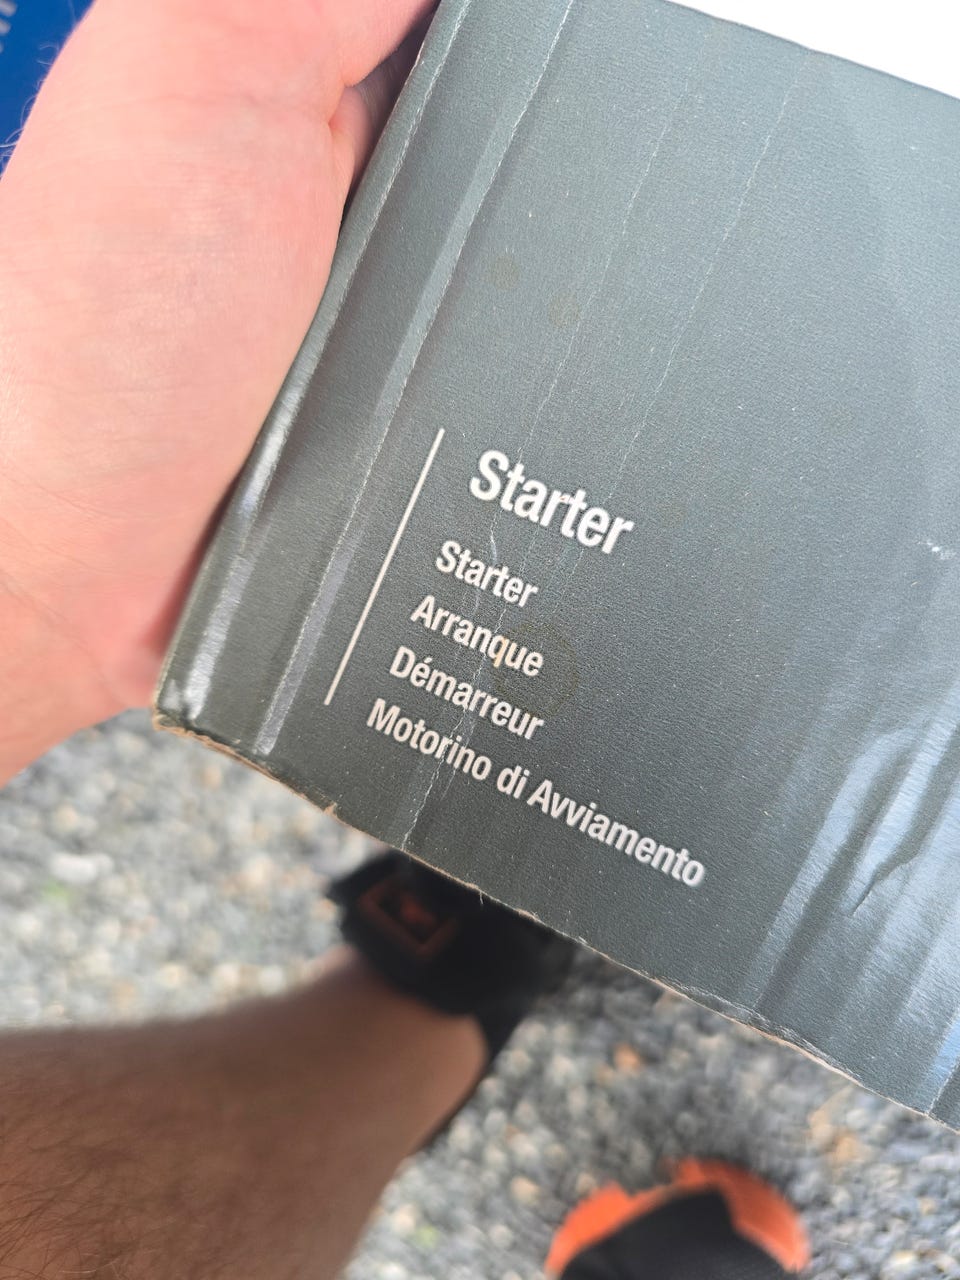 Starter
Starter
Arranque
Démarreur
Motorino di Avviamento